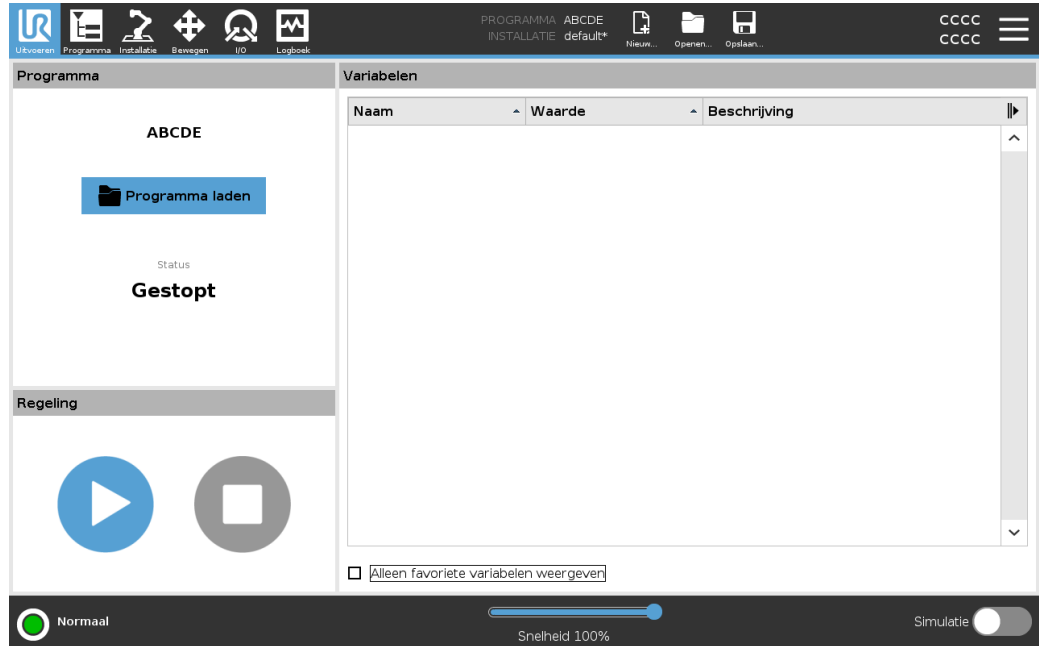 UR
Uitvoeren Programma Installatie Bewegen I/O Logboek
PROGRAMMA ABCDE
INSTALLATIE default*
Nieuw... Openen... Opslaan...
CCCC
CCCC
Programma
ABCDE
Programma laden
Status
Gestopt
Regeling
Variabelen
Naam Waarde Beschrijving
Alleen favoriete variabelen weergeven
Normaal
Snelheid 100%
Simulatie